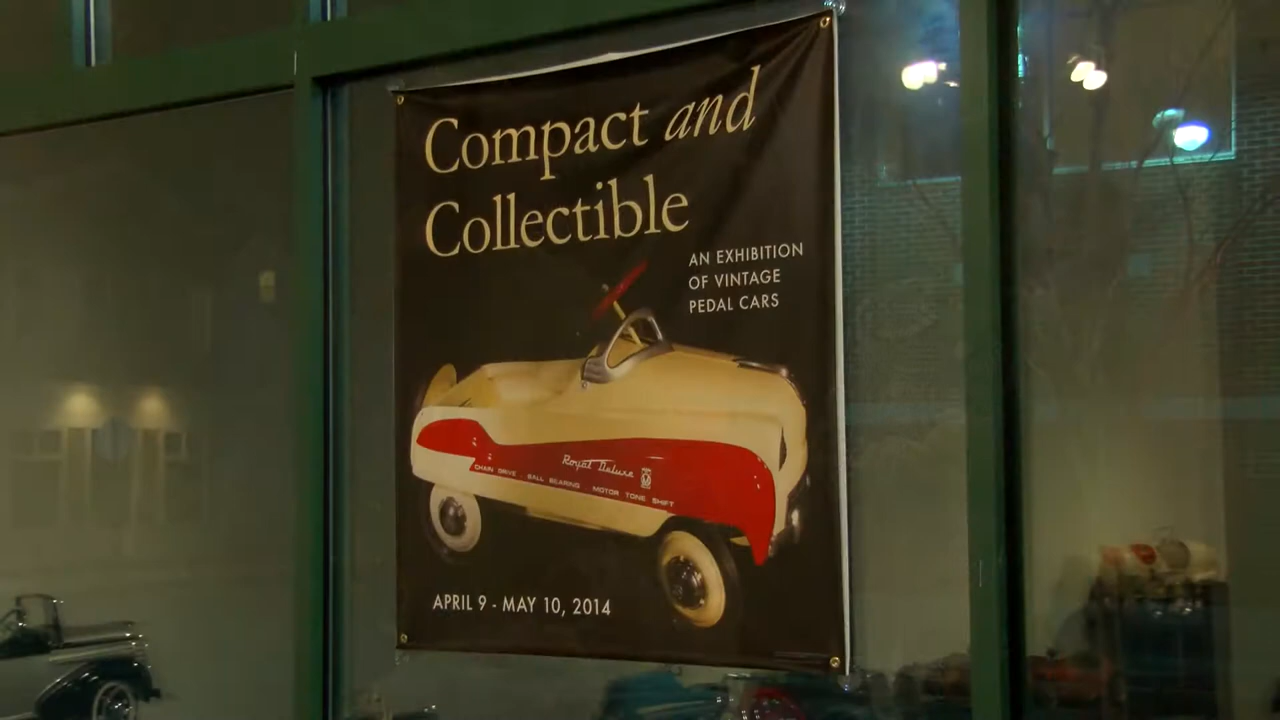 Compact and
Collectible
AN EXHIBITION
OF VINTAGE
PEDAL CARS
Royal Deluxe
CHAIN DRIVE · BALL BEARING MOTOR TONE SHIFT
APRIL 9 - MAY 10, 2014